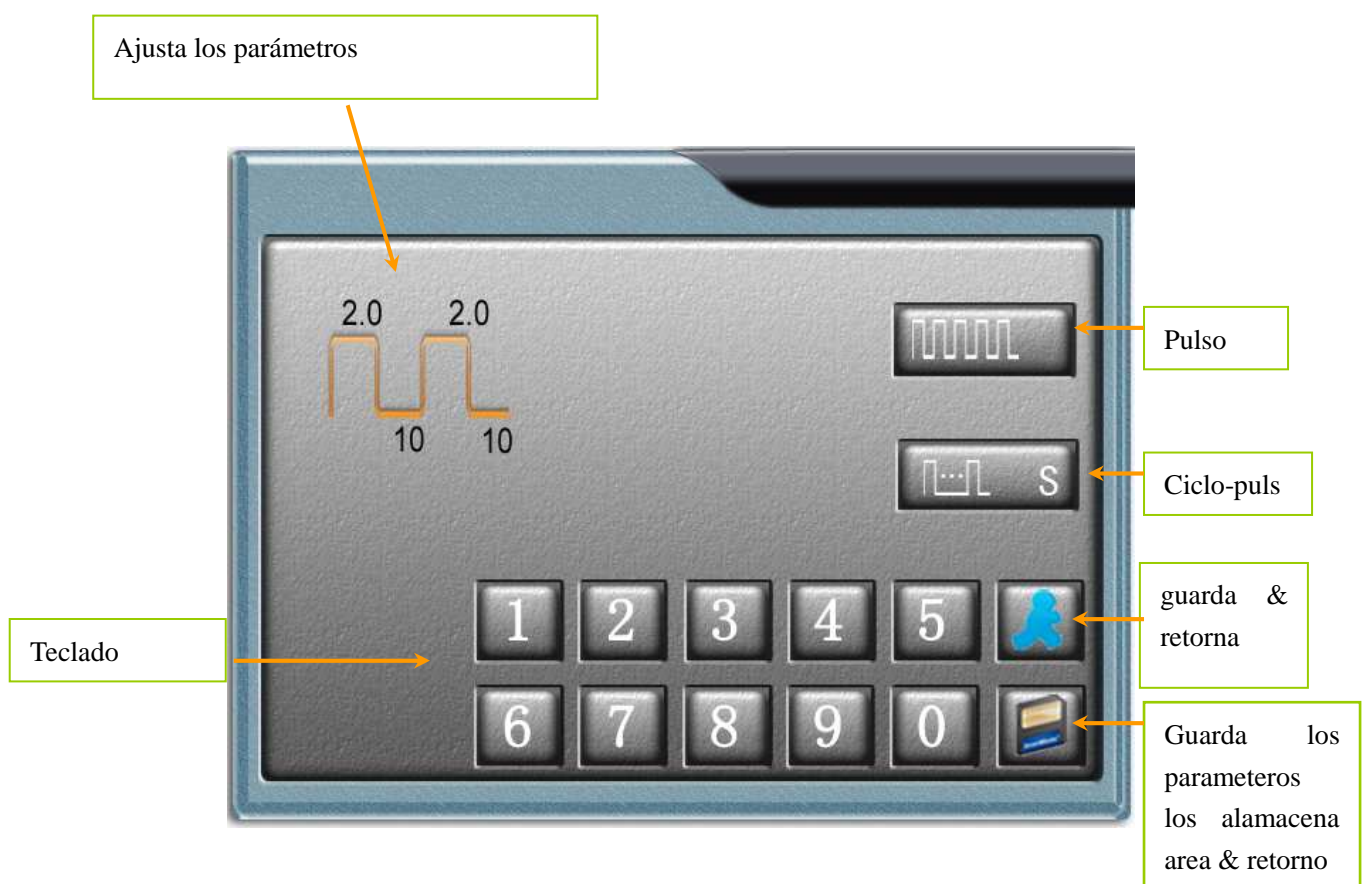 Ajusta los parámetros
2.0 2.0
10 10
Pulso
S
Ciclo-puls
1 2 3 4 5
guarda &
retorna
Teclado
6 7 8 9 0
Guarda los
parameteros
los alamacena
area & retorno